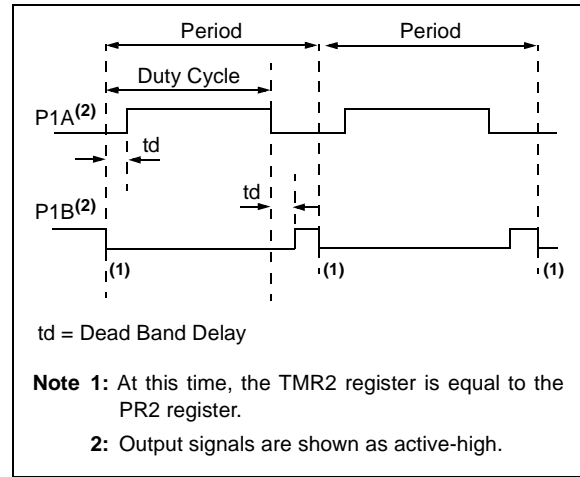 Period Period
Duty Cycle
P1A(2)
td
td
P1B(2)
(1) (1) (1)
td = Dead Band Delay
Note 1: At this time, the TMR2 register is equal to the
PR2 register.
2: Output signals are shown as active-high.